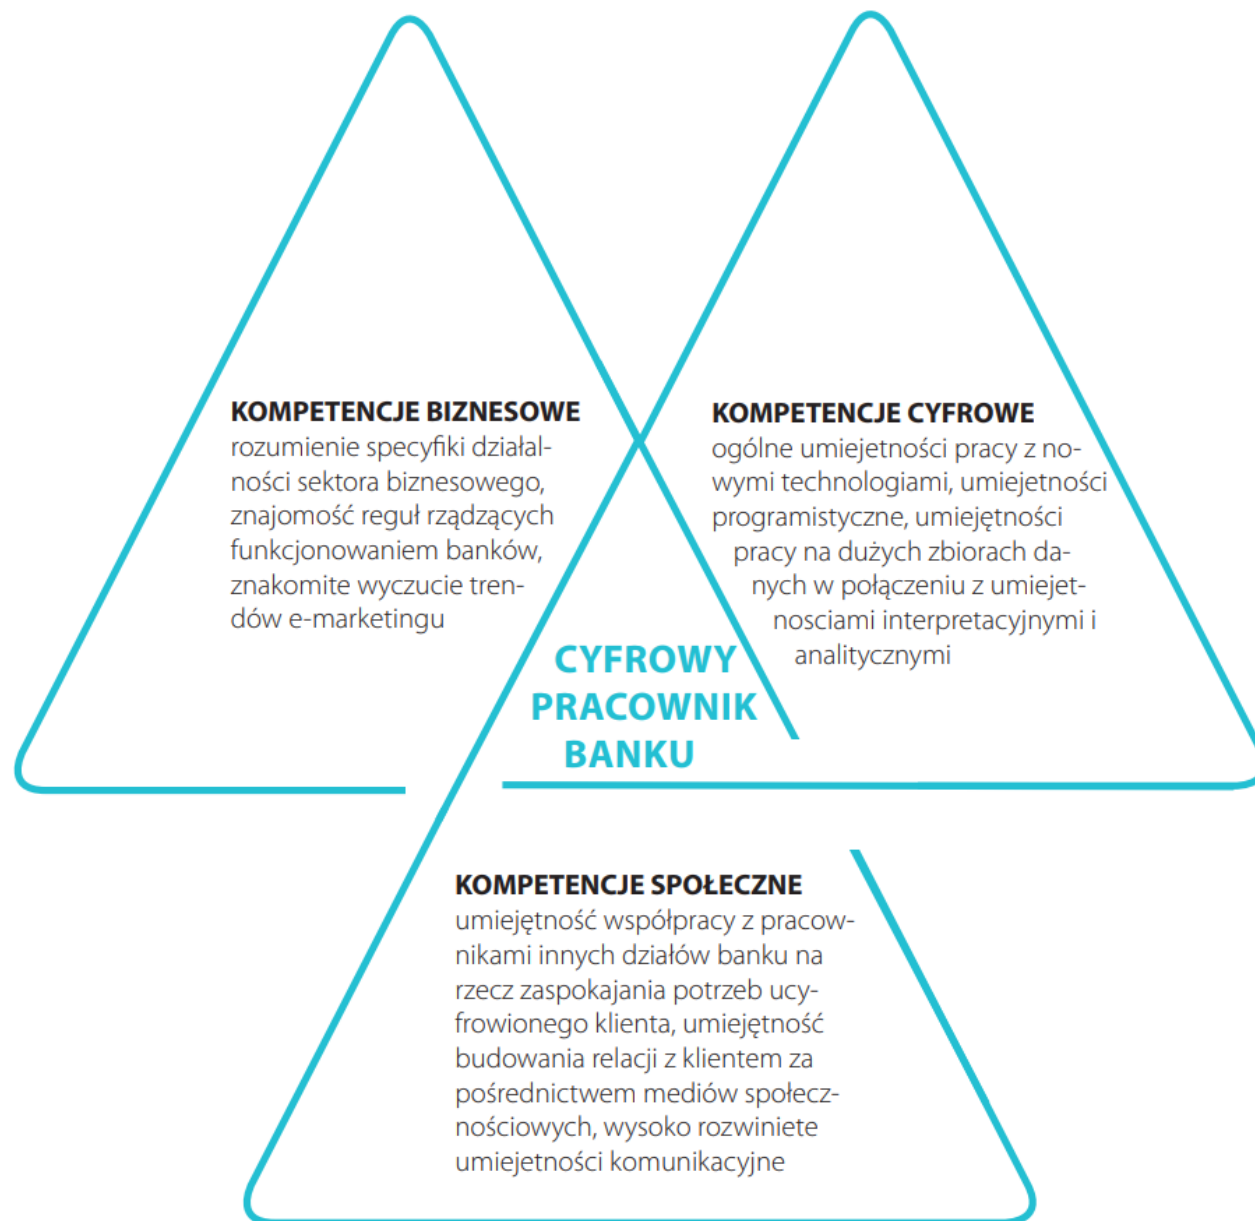 KOMPETENCJE BIZNESOWE
rozumienie specyfiki działal-
ności sektora biznesowego,
znajomość reguł rządzących
funkcjonowaniem banków,
znakomite wyczucie tren-
dów e-marketingu
KOMPETENCJE CYFROWE
ogólne umiejetności pracy z no-
wymi technologiami, umiejetności
programistyczne, umiejętności
pracy na dużych zbiorach da-
nych w połączeniu z umiejet-
nosciami interpretacyjnymi i
analitycznymi
CYFROWY
PRACOWNIK
BANKU
KOMPETENCJE SPOŁECZNE
umiejętność współpracy z pracow-
nikami innych działów banku na
rzecz zaspokajania potrzeb ucy-
frowionego klienta, umiejętność
budowania relacji z klientem za
pośrednictwem mediów społecz-
nościowych, wysoko rozwiniete
umiejetności komunikacyjne